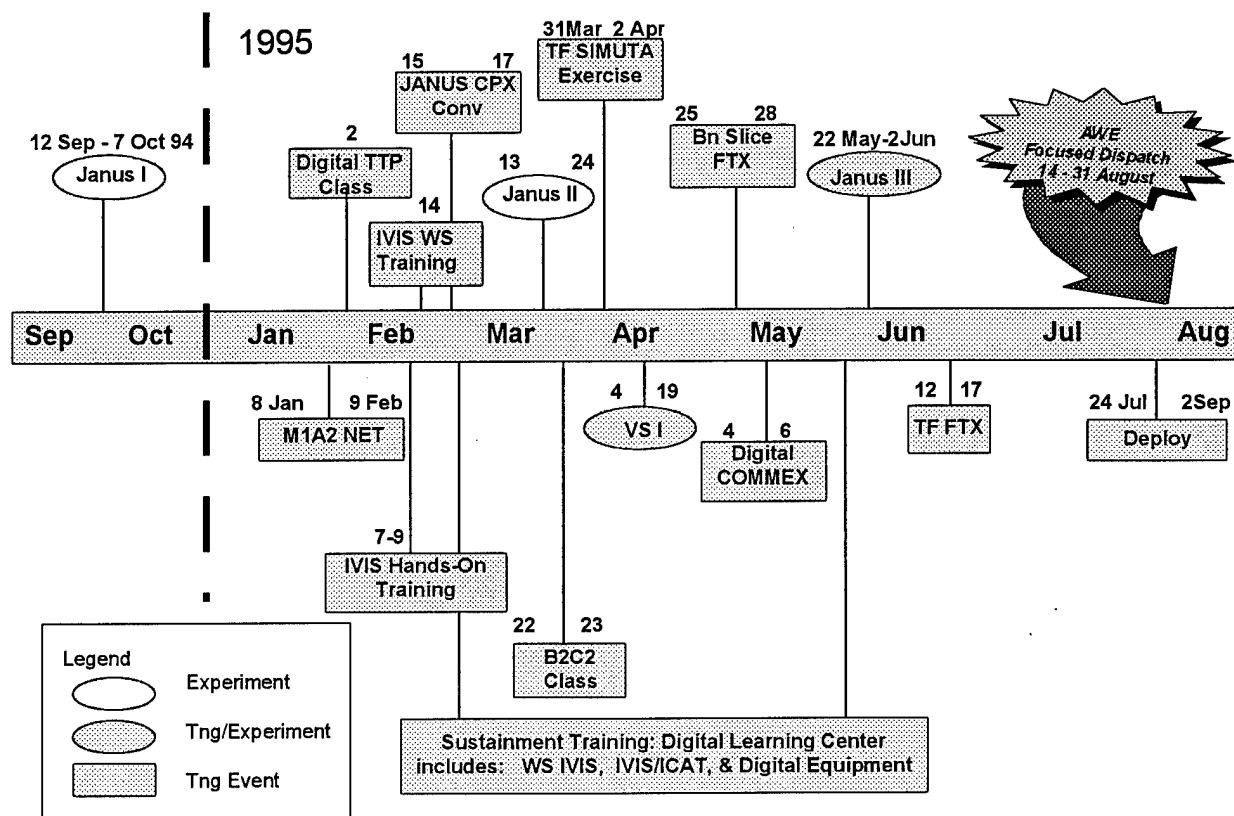 1995
12 Sep - 7 Oct 94
Janus I
2
Digital TTP
Class
15 17
JANUS CPX
Conv
14
IVIS WS
Training
13 24
Janus II
31Mar 2 Apr
TF SIMUTA
Exercise
25 28
Bn Slice
FTX
22 May-2Jun
Janus III
AWE
Focused Dispatch
14 - 31 August
Sep Oct Jan Feb Mar Apr May Jun Jul Aug
8 Jan 9 Feb
M1A2 NET
7-9
IVIS Hands-On
Training
22 23
B2C2
Class
4 19
VS I
4 6
Digital
COMMEX
12 17
TF FTX
24 Jul 2Sep
Deploy
Sustainment Training: Digital Learning Center
includes: WS IVIS, IVIS/ICAT, & Digital Equipment
Legend
Experiment
Tng/Experiment
Tng Event